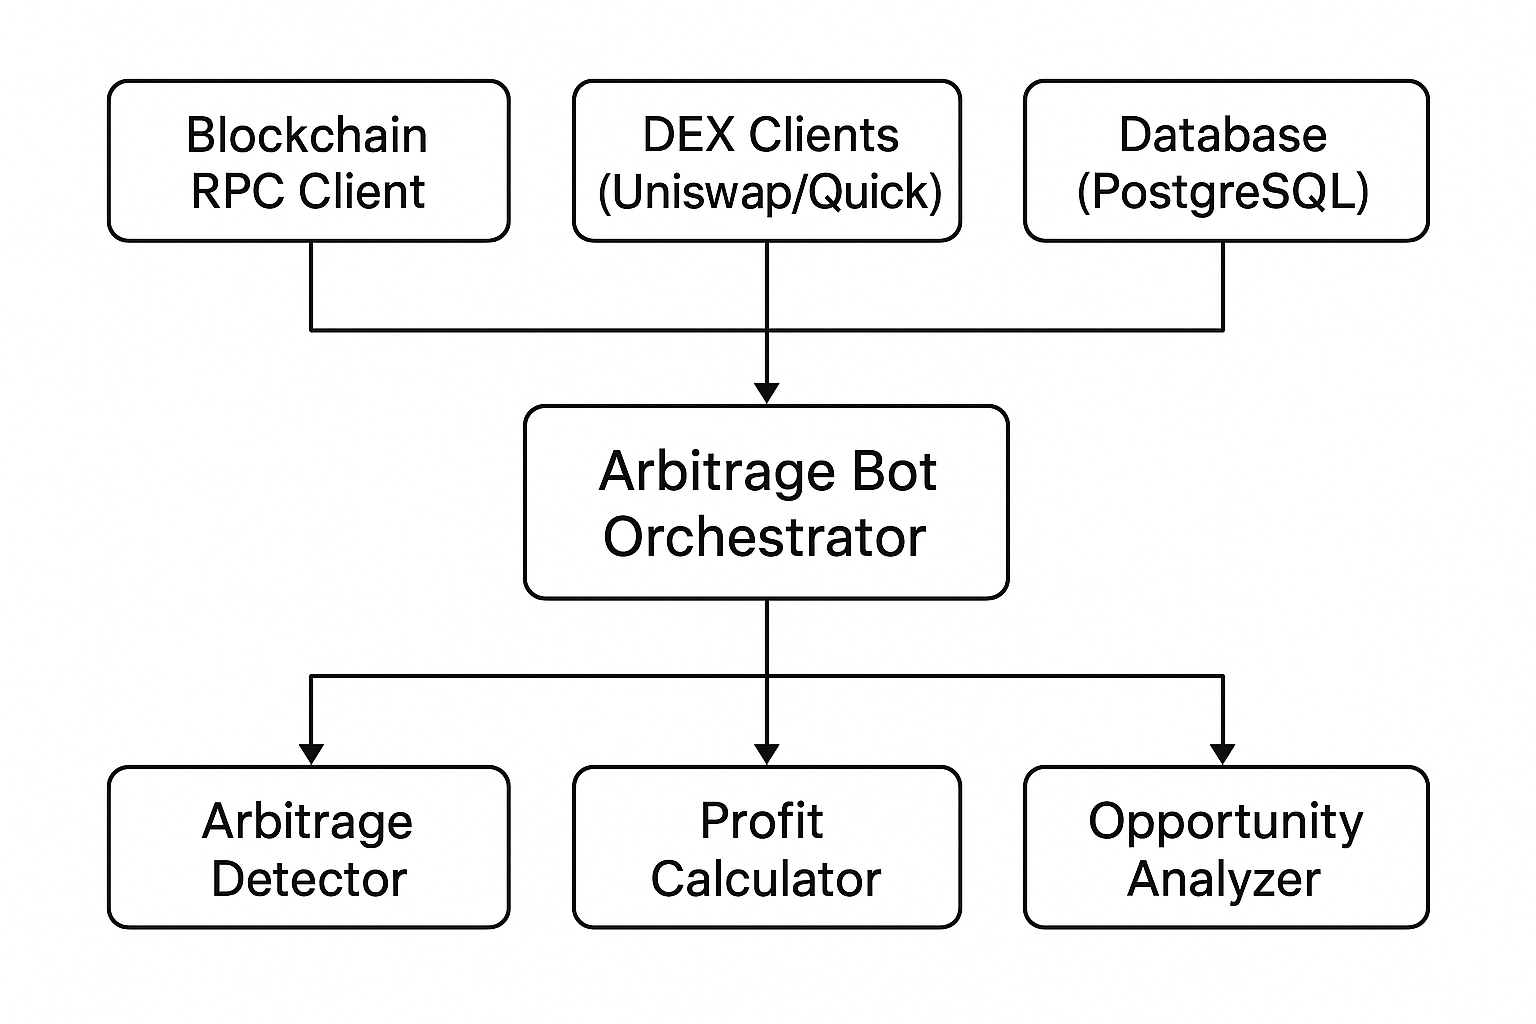 Blockchain
RPC Client
DEX Clients
(Uniswap/Quick)
Database
(PostgreSQL)
Arbitrage Bot
Orchestrator
Arbitrage
Detector
Profit
Calculator
Opportunity
Analyzer